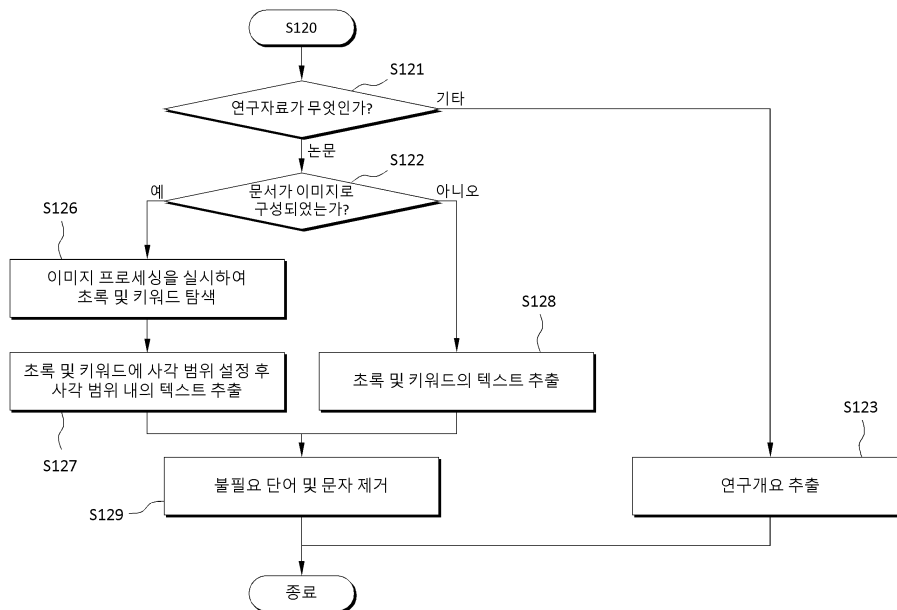 S120
S121
연구자료가 무엇인가?
기타
논문
S122
문서가 이미지로
구성되었는가?
예
아니오
S126
이미지 프로세싱을 실시하여
초록 및 키워드 탐색
S128
초록 및 키워드에 사각 범위 설정 후
사각 범위 내의 텍스트 추출
초록 및 키워드의 텍스트 추출
S127
S123
불필요 단어 및 문자 제거
연구개요 추출
S129
종료